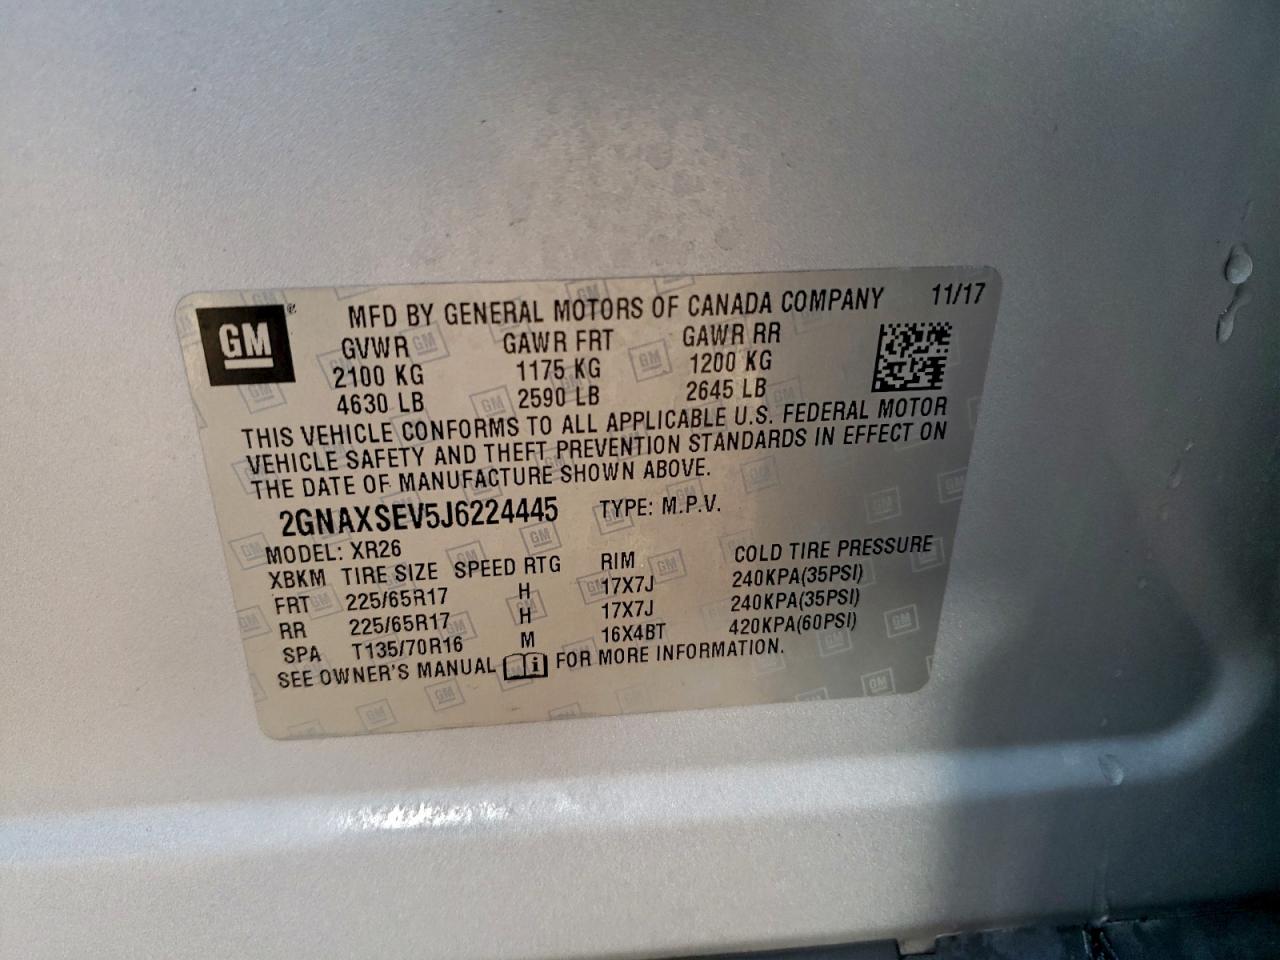 GM® MFD BY GENERAL MOTORS OF CANADA COMPANY 11/17
GVWR GAWR FRT GAWR RR
2100 KG 1175 KG 1200 KG
4630 LB 2590 LB 2645 LB
THIS VEHICLE CONFORMS TO ALL APPLICABLE U.S. FEDERAL MOTOR
VEHICLE SAFETY AND THEFT PREVENTION STANDARDS IN EFFECT ON
THE DATE OF MANUFACTURE SHOWN ABOVE.
2GNAXSEV5J6224445 TYPE: M.P.V.
MODEL: XR26
XBKM TIRE SIZE SPEED RTG RIM COLD TIRE PRESSURE
FRT 225/65R17 H 17X7J 240KPA(35PSI)
RR 225/65R17 H 17X7J 240KPA(35PSI)
SPA T135/70R16 M 16X4BT 420KPA(60PSI)
SEE OWNER'S MANUAL FOR MORE INFORMATION.